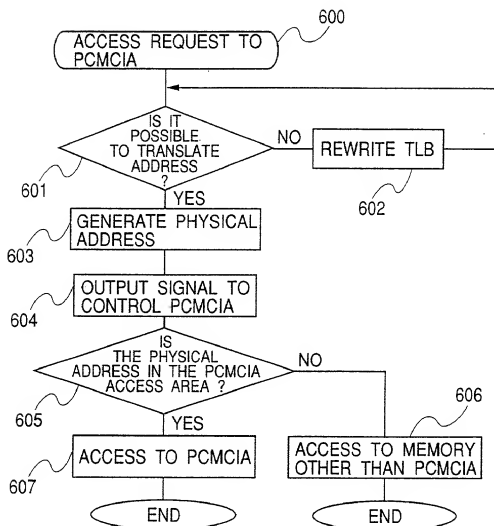 600
ACCESS REQUEST TO
PCMCIA
IS IT
POSSIBLE
TO TRANSLATE
ADDRESS
?
NO
REWRITE TLB
601
602
YES
GENERATE PHYSICAL
ADDRESS
603
OUTPUT SIGNAL TO
CONTROL PCMCIA
604
IS
THE PHYSICAL
ADDRESS IN THE PCMCIA
ACCESS AREA ?
NO
605
606
YES
ACCESS TO PCMCIA
607
ACCESS TO MEMORY
OTHER THAN PCMCIA
END
END